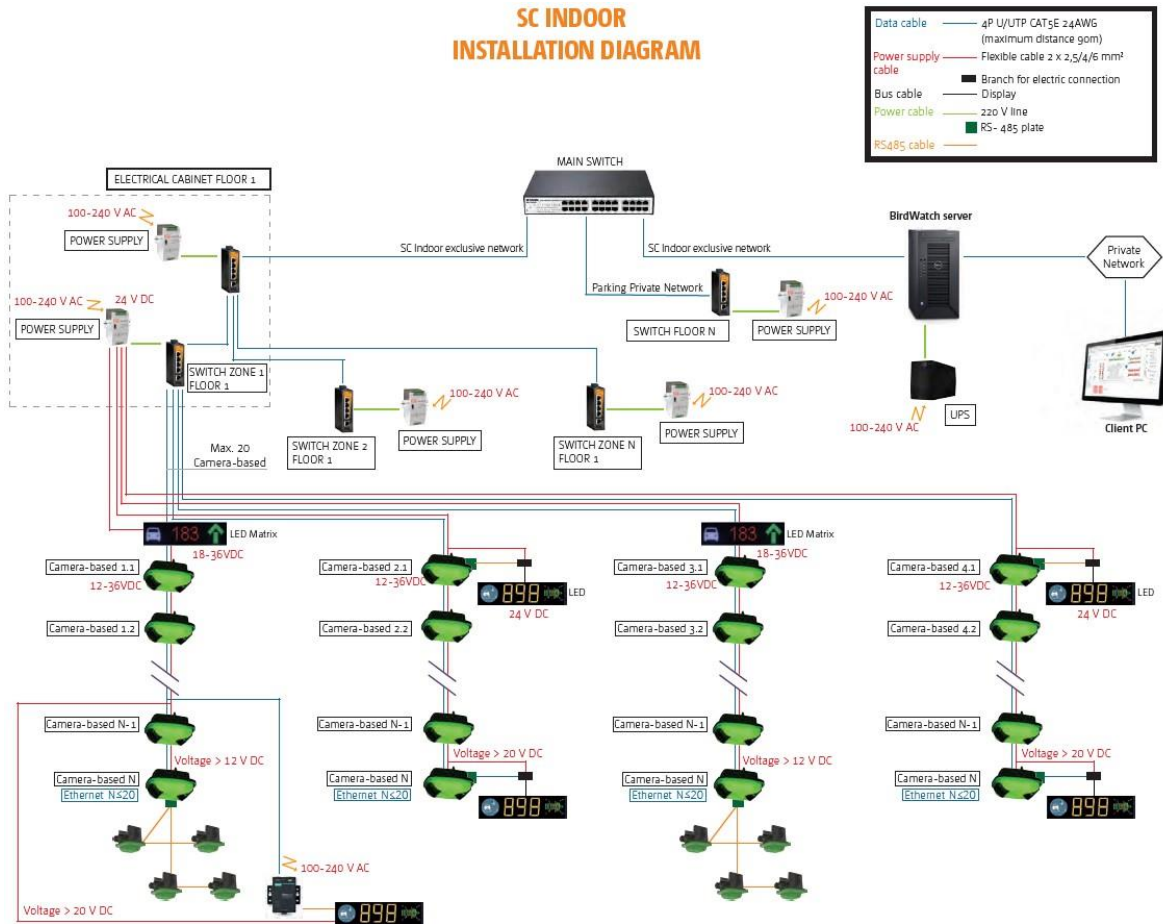 SC INDOOR
INSTALLATION DIAGRAM
Data cable 4P U/UTP CAT5E 24AWG
(maximum distance 90m)
Power supply cable Flexible cable 2 x 2,5/4/6 mm²
Branch for electric connection
Bus cable Display
Power cable 220 V line
RS- 485 plate
RS485 cable
MAIN SWITCH
ELECTRICAL CABINET FLOOR 1
100-240 V AC
POWER SUPPLY
SC Indoor exclusive network
SC Indoor exclusive network
BirdWatch server
Private
Network
Parking Private Network
100-240 V AC
SWITCH FLOOR N
POWER SUPPLY
100-240 V AC
24 V DC
POWER SUPPLY
SWITCH ZONE 1
FLOOR 1
100-240 V AC
SWITCH ZONE 2
FLOOR 1
POWER SUPPLY
100-240 V AC
SWITCH ZONE N
FLOOR 1
POWER SUPPLY
100-240 V AC
UPS
Client PC
Max. 20
Camera-based
183
LED Matrix
18-36VDC
Camera-based 1.1
12-36VDC
Camera-based 1.2
Camera-based N-1
Voltage > 12 V DC
Camera-based N
Ethernet N≤20
100-240 V AC
Voltage > 20 V DC
898
Camera-based 2.1
12-36VDC
898
LED
24 V DC
Camera-based 2.2
Camera-based N-1
Voltage > 20 V DC
Camera-based N
Ethernet N≤20
898
183
LED Matrix
18-36VDC
Camera-based 3.1
12-36VDC
Camera-based 3.2
Camera-based N-1
Voltage > 12 V DC
Camera-based N
Ethernet N≤20
Camera-based 4.1
12-36VDC
898
LED
24 V DC
Camera-based 4.2
Camera-based N-1
Voltage > 20 V DC
Camera-based N
Ethernet N≤20
898